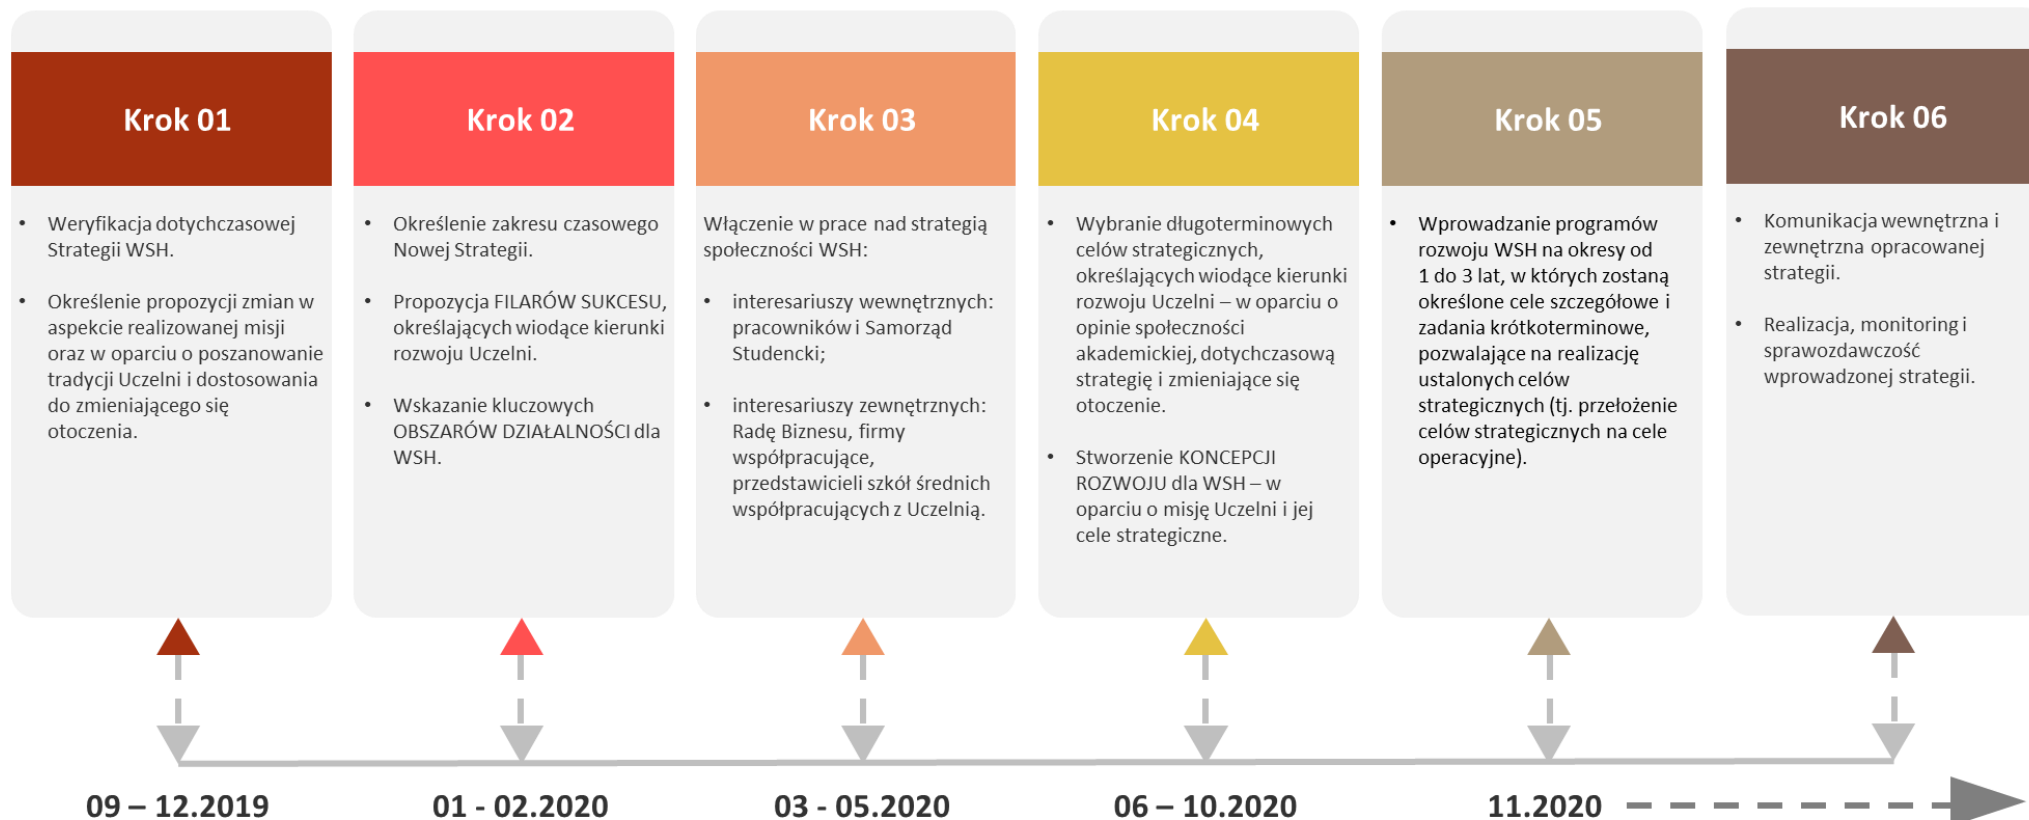 Krok 01
• Weryfikacja dotychczasowej
Strategii WSH.
• Określenie propozycji zmian w
aspekcie realizowanej misji
oraz w oparciu o poszanowanie
tradycji Uczelni i dostosowania
do zmieniającego się
otoczenia.
09 – 12.2019
Krok 02
• Określenie zakresu czasowego
Nowej Strategii.
• Propozycja FILARÓW SUKCESU,
określających wiodące kierunki
rozwoju Uczelni.
• Wskazanie kluczowych
OBSZARÓW DZIAŁALNOŚCI dla
WSH.
01 - 02.2020
Krok 03
Włączenie w prace nad strategią
społeczności WSH:
• interesariuszy wewnętrznych:
pracowników i Samorząd
Studencki;
• interesariuszy zewnętrznych:
Radę Biznesu, firmy
współpracujące,
przedstawicieli szkół średnich
współpracujących z Uczelnią.
03 - 05.2020
Krok 04
• Wybranie długoterminowych
celów strategicznych,
określających wiodące kierunki
rozwoju Uczelni – w oparciu o
opinie społeczności
akademickiej, dotychczasową
strategię i zmieniające się
otoczenie.
• Stworzenie KONCEPCJI
ROZWOJU dla WSH – w
oparciu o misję Uczelni i jej
cele strategiczne.
06 – 10.2020
Krok 05
• Wprowadzanie programów
rozwoju WSH na okresy od
1 do 3 lat, w których zostaną
określone cele szczegółowe i
zadania krótkoterminowe,
pozwalające na realizację
ustalonych celów
strategicznych (tj. przełożenie
celów strategicznych na cele
operacyjne).
11.2020
Krok 06
• Komunikacja wewnętrzna i
zewnętrzna opracowanej
strategii.
• Realizacja, monitoring i
sprawozdawczość
wprowadzonej strategii.